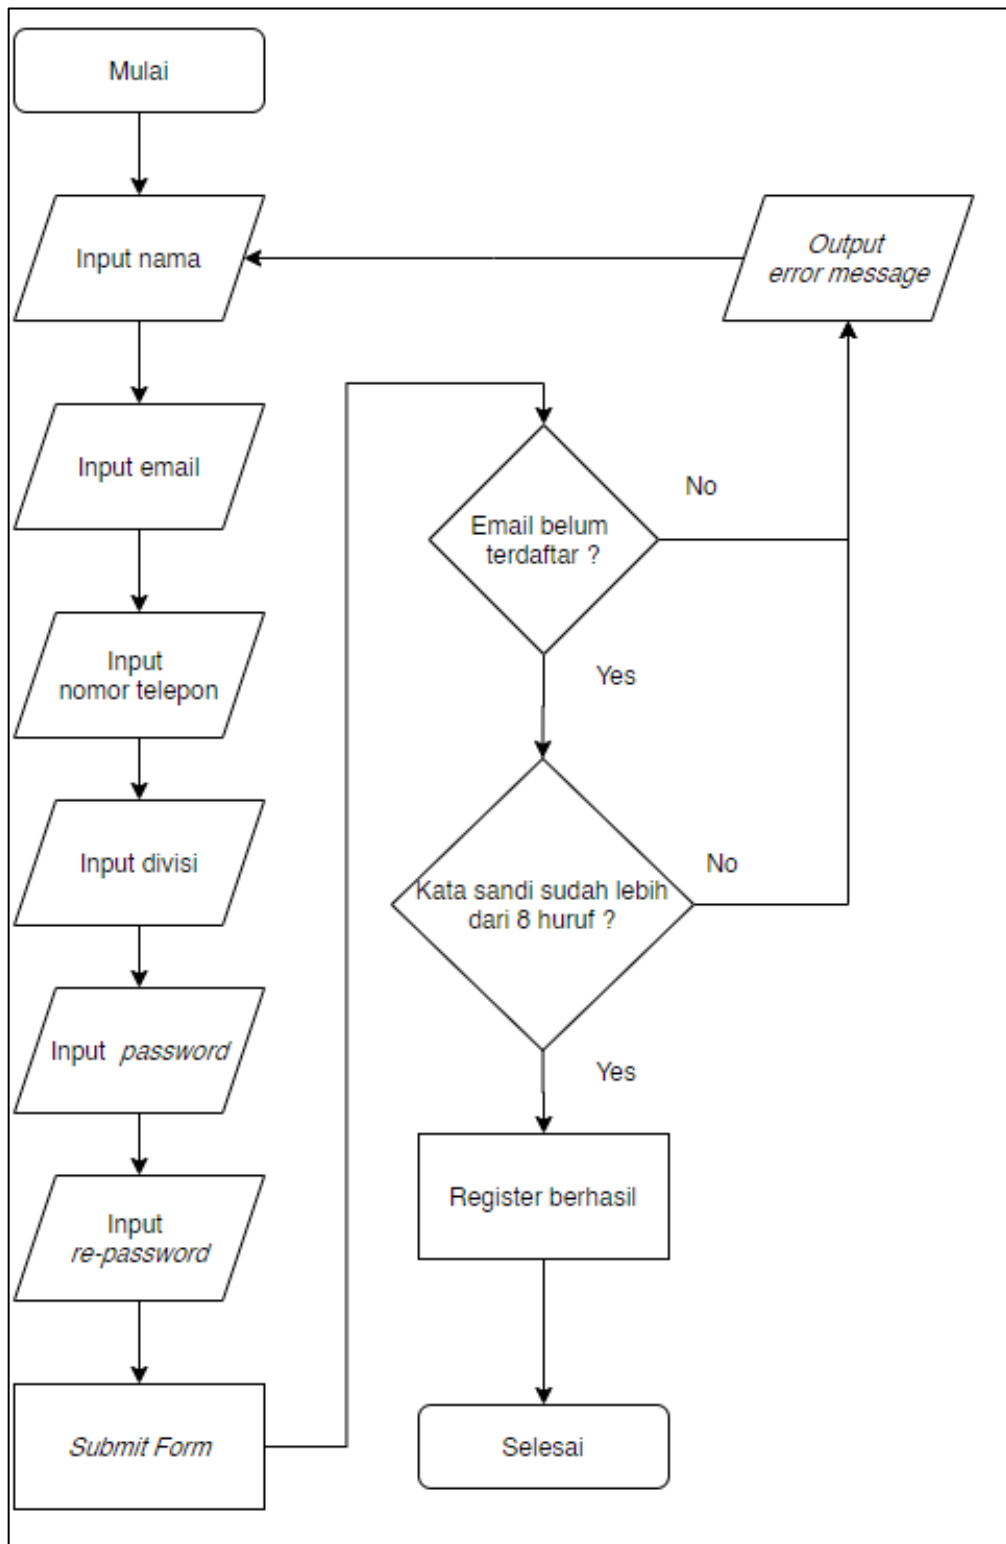 Mulai
Input nama
Input email
Input
nomor telepon
Input divisi
Input password
Input
re-password
Submit Form
Output
error message
Email belum
terdaftar ?
No
Yes
Kata sandi sudah lebih
dari 8 huruf ?
No
Yes
Register berhasil
Selesai